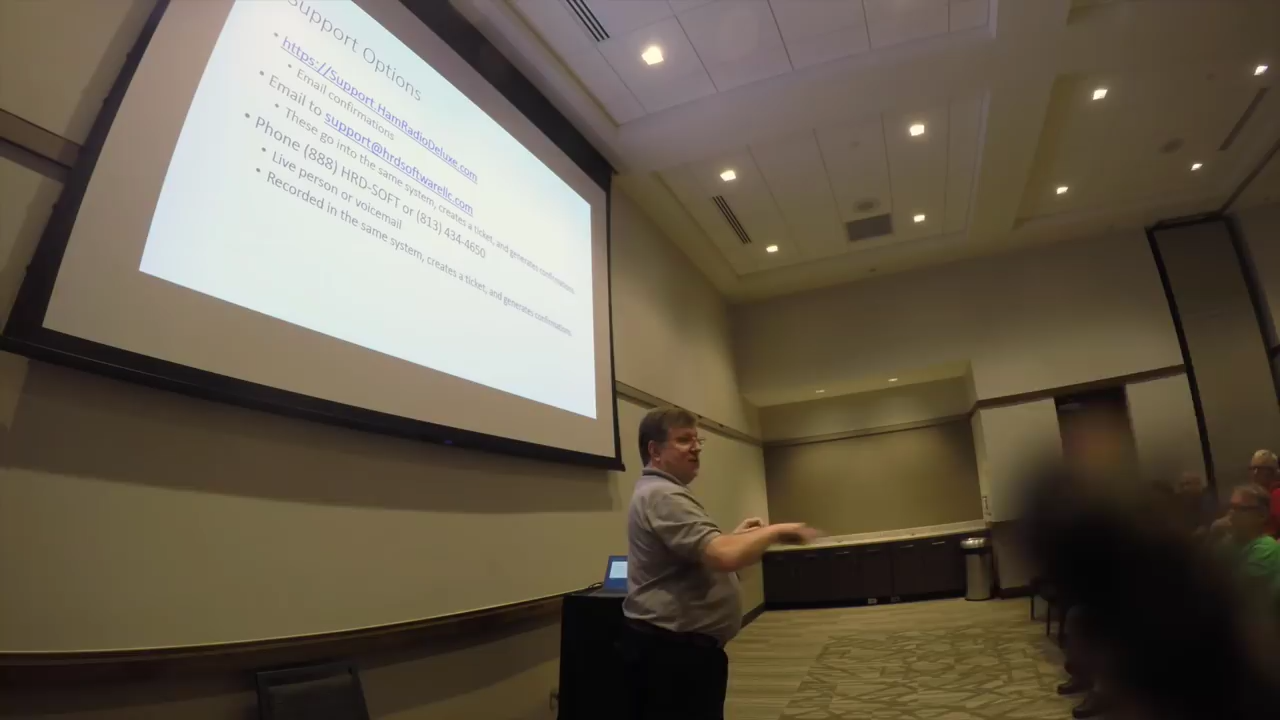 Support Options
• https://Support.HamRadioDeluxe.com
• Email confirmations
• Email to support@hrdsoftwarellc.com
• These go into the same system, creates a ticket, and generates confirmations.
• Phone (888) HRD-SOFT or (813) 434-4650
• Live person or voicemail
• Recorded in the same system, creates a ticket, and generates confirmations.